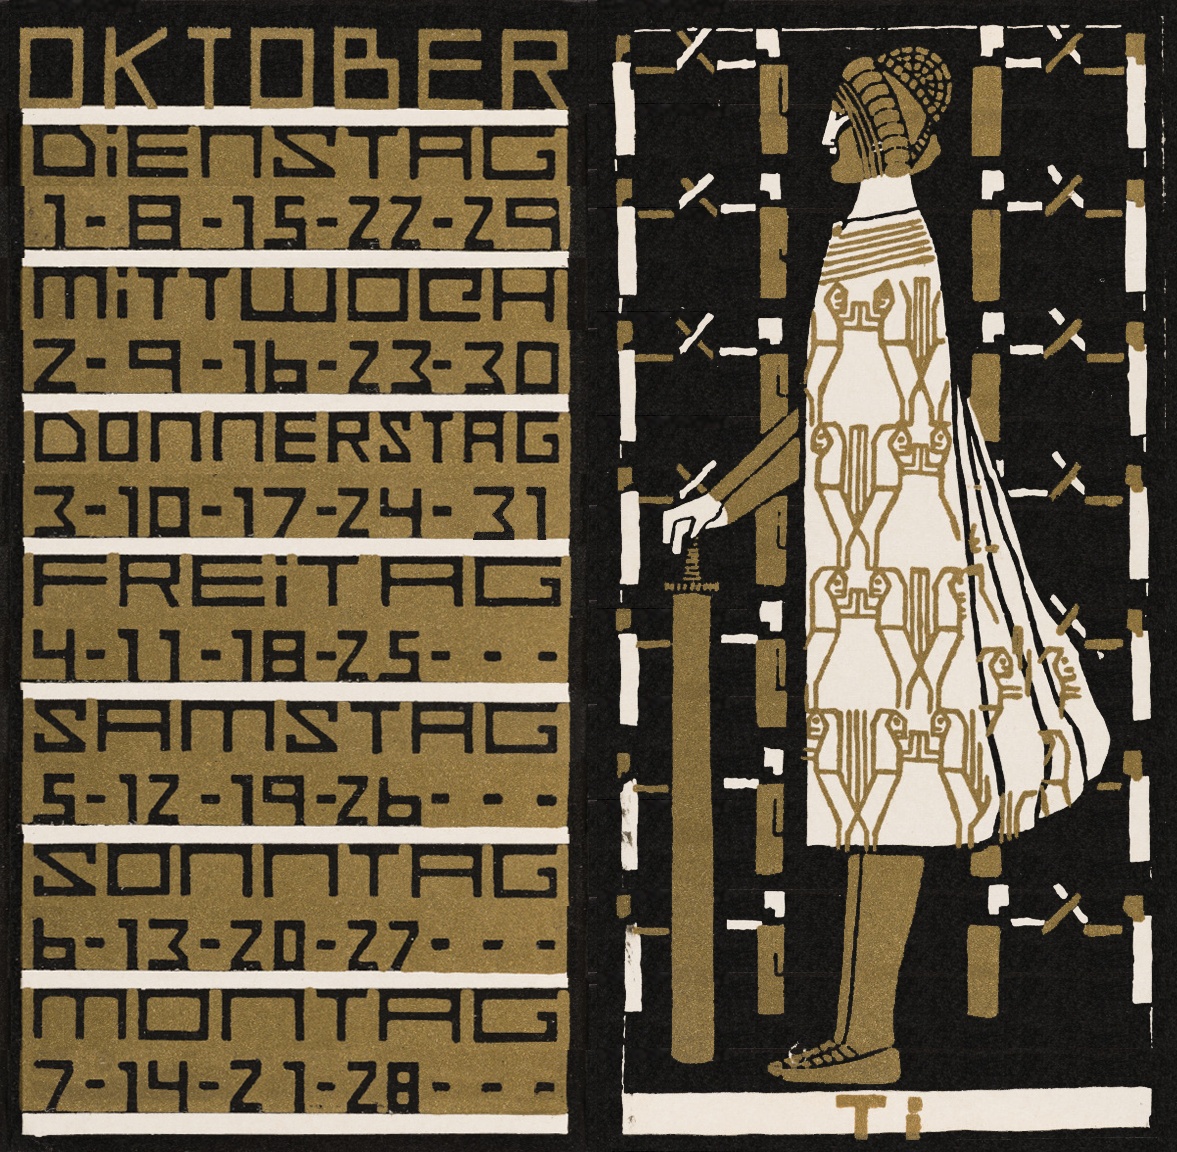 OKTOBER
DiENSTAG
1-8-15-22-29
MiTTWOCH
2-9-16-23-30
DONNERSTAG
3-10-17-24-31
FREiTAG
4-11-18-25- - -
SAMSTAG
5-12-19-26- - -
SONNTAG
6-13-20-27- - -
MONTAG
7-14-21-28- - -
Ti